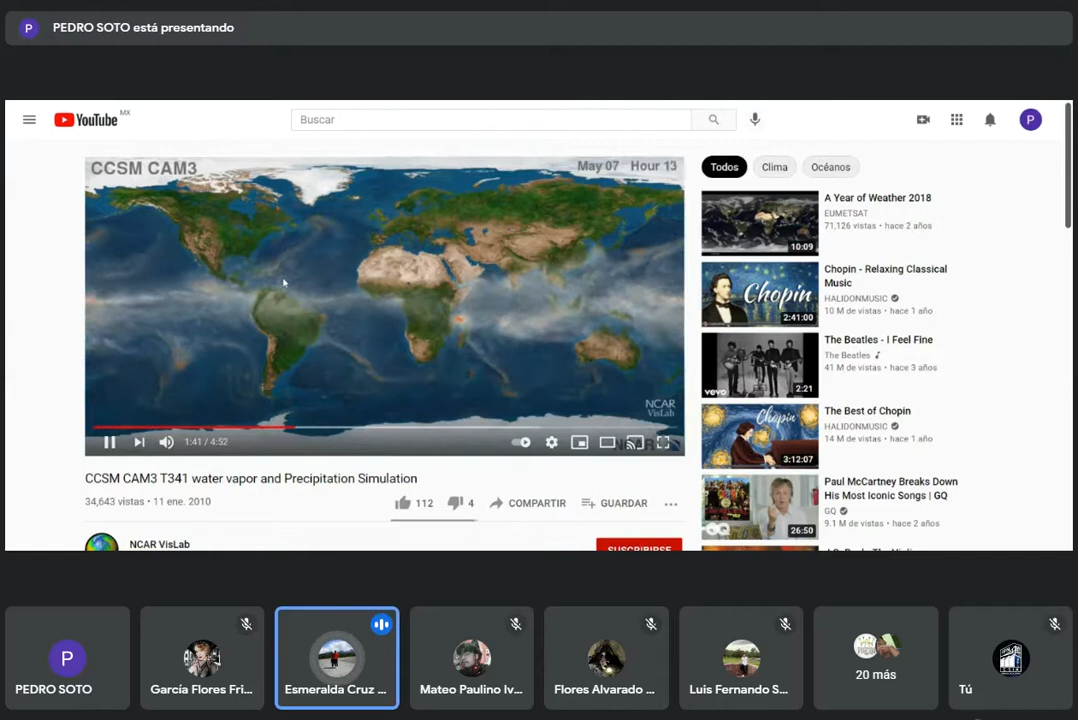 P PEDRO SOTO está presentando
YouTube MX
Buscar
P
CCSM CAM3
May 07 Hour 13
NCAR
VisLab
1:41 / 4:52
CCSM CAM3 T341 water vapor and Precipitation Simulation
34,643 vistas • 11 ene. 2010
112
4
COMPARTIR
GUARDAR
NCAR VisLab
SUSCRIBIRSE
Todos
Clima
Océanos
10:09
A Year of Weather 2018
EUMETSAT
71,126 vistas • hace 2 años
Chopin
2:41:00
Chopin - Relaxing Classical
Music
HALIDONMUSIC
10 M de vistas • hace 1 año
vevo
2:21
The Beatles - I Feel Fine
The Beatles
41 M de vistas • hace 3 años
Chopin
3:12:07
The Best of Chopin
HALIDONMUSIC
14 M de vistas • hace 1 año
GQ
26:50
Paul McCartney Breaks Down
His Most Iconic Songs | GQ
GQ
9.1 M de vistas • hace 2 años
P
PEDRO SOTO
García Flores Fri...
Esmeralda Cruz ...
Mateo Paulino Iv...
Flores Alvarado ...
Luis Fernando S...
20 más
Tú